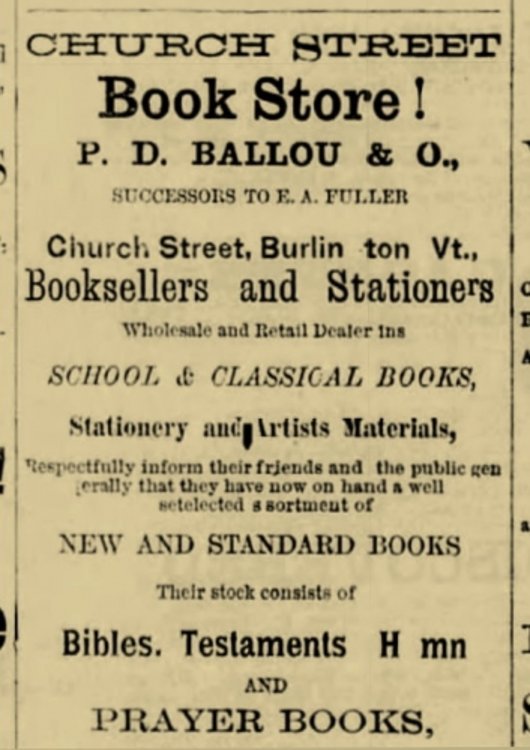 CHURCH STREET
Book Store!
P. D. BALLOU & O.,
SUCCESSORS TO E. A. FULLER
Church Street, Burlin ton Vt.,
Booksellers and Stationers
Wholesale and Retail Dealer ins
SCHOOL & CLASSICAL BOOKS,
Stationery and Artists Materials,
Respectfully inform their friends and the public gen
erally that they have now on hand a well
setelected s sortment of
NEW AND STANDARD BOOKS
Their stock consists of
Bibles. Testaments H mn
AND
PRAYER BOOKS,